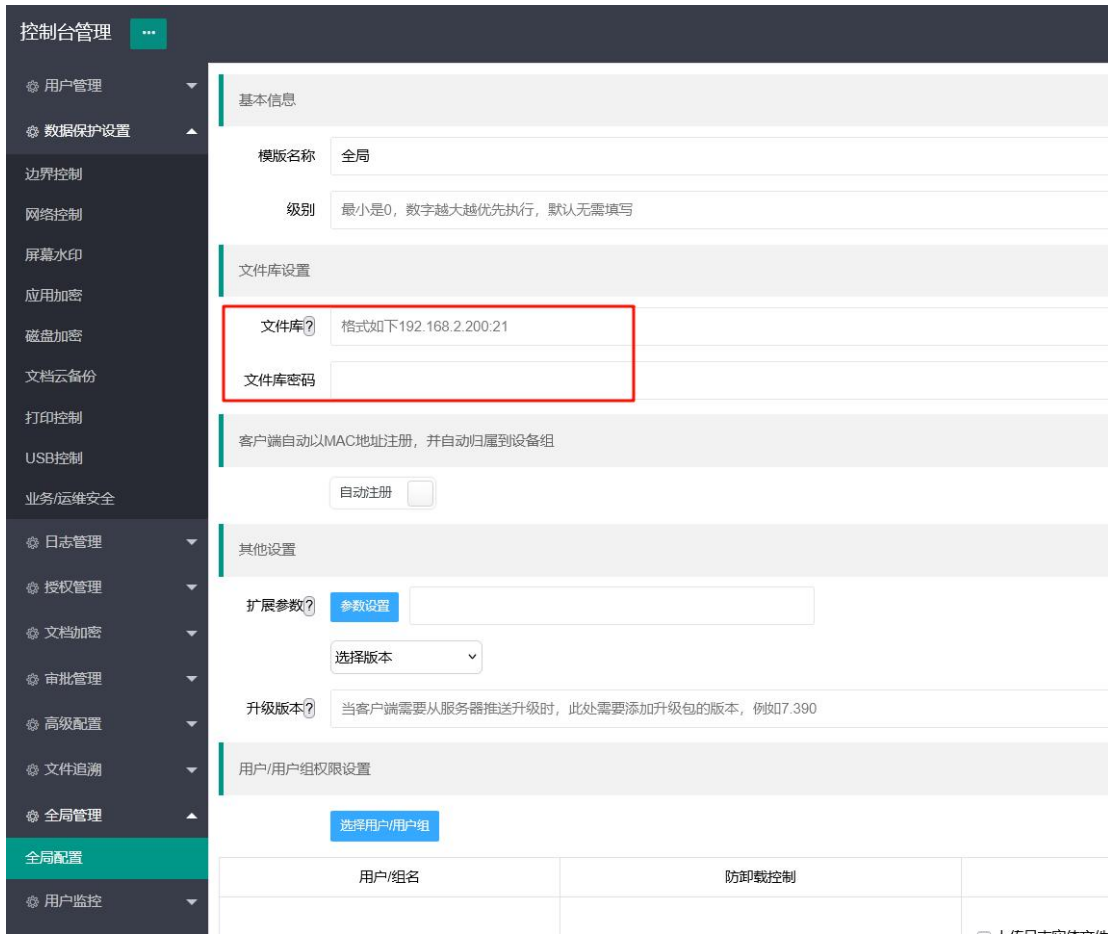 控制台管理
用户管理
数据保护设置
边界控制
网络控制
屏幕水印
应用加密
磁盘加密
文档云备份
打印控制
USB控制
业务/运维安全
日志管理
授权管理
文档加密
审批管理
高级配置
文件追溯
全局管理
全局配置
用户监控
基本信息
模版名称 全局
级别 最小是0，数字越大越优先执行，默认无需填写
文件库设置
文件库? 格式如下192.168.2.200:21
文件库密码
客户端自动以MAC地址注册，并自动归属到设备组
自动注册
其他设置
扩展参数? 参数设置
选择版本
升级版本? 当客户端需要从服务器推送升级时，此处需要添加升级包的版本，例如7.390
用户/用户组权限设置
选择用户/用户组
用户/组名 防卸载控制